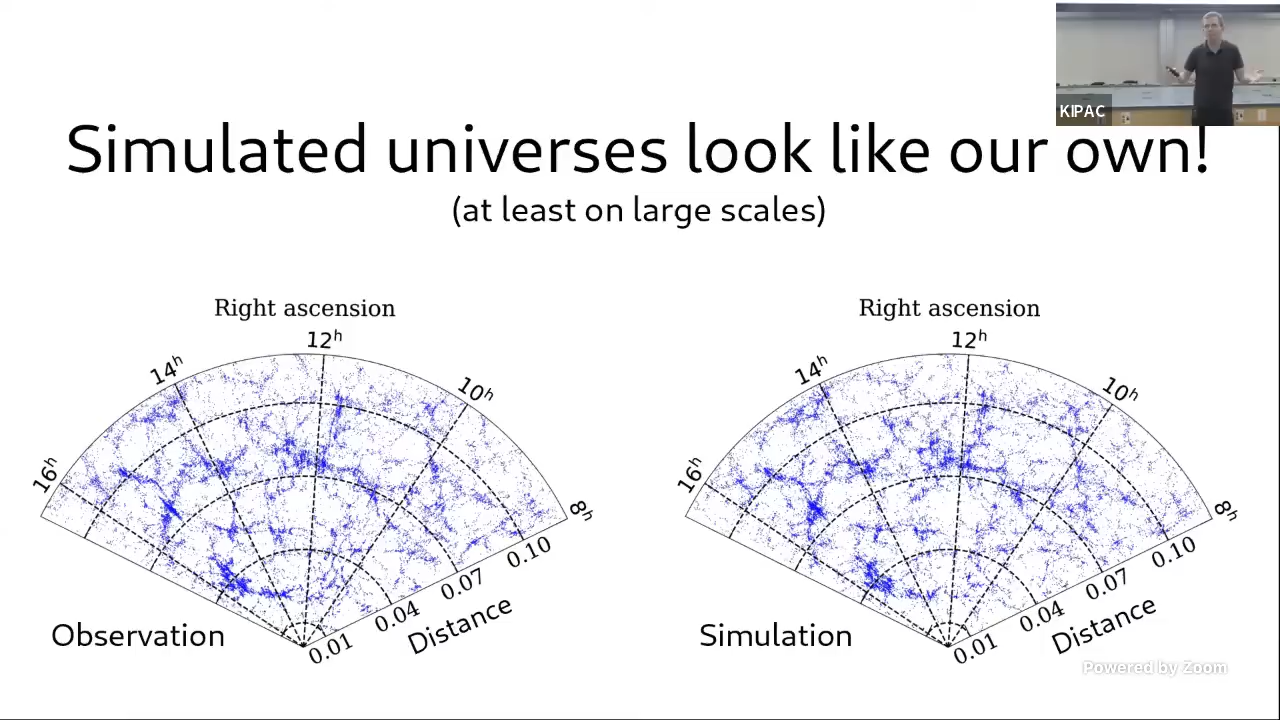 KIPAC
Simulated universes look like our own!
(at least on large scales)
Right ascension
12ʰ
14ʰ
10ʰ
16ʰ
8ʰ
0.10
0.07
0.04
0.01
Distance
Observation
Right ascension
12ʰ
14ʰ
10ʰ
16ʰ
8ʰ
0.10
0.07
0.04
0.01
Distance
Simulation
Powered by Zoom